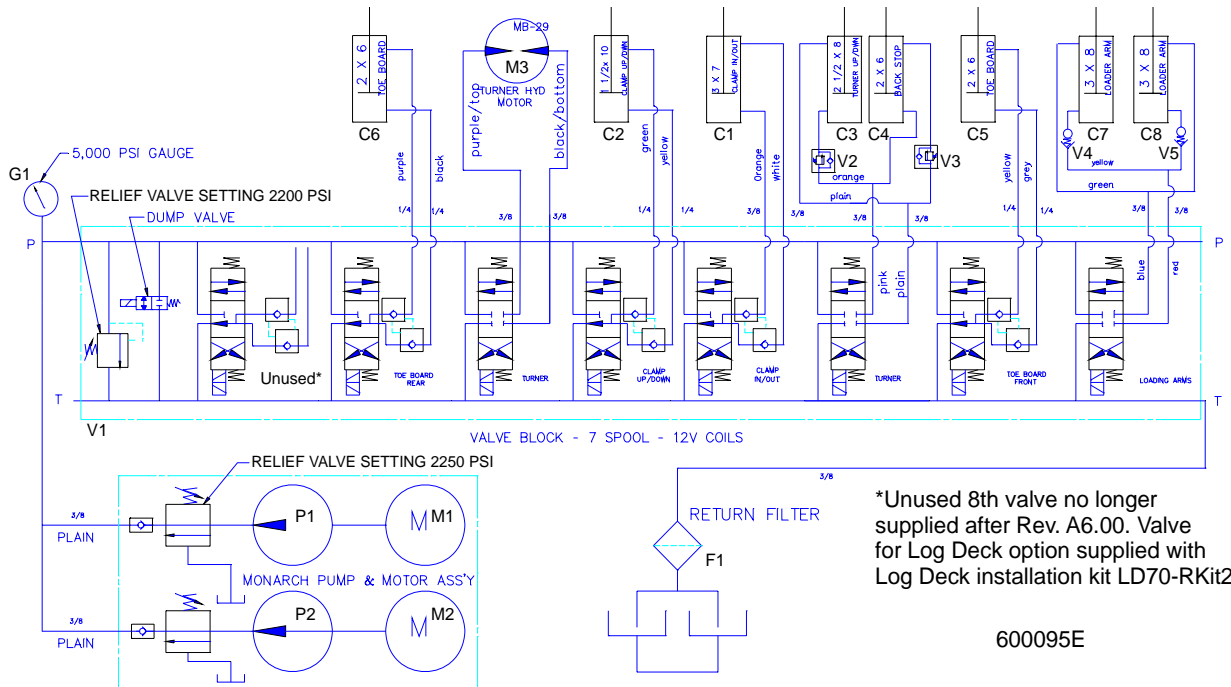 MB-29
M3
TURNER HYD
MOTOR
2 X 6
TOE BOARD
C6
purple
black
1/4
1/4
purple/top
black/bottom
3/8
3/8
1 1/2x 10
CLAMP UP/DWN
C2
green
yellow
1/4
1/4
3 X 7
CLAMP IN/OUT
C1
Orange
white
3/8
3/8
2 1/2 X 8
TURNER UP/DWN
C3
2 X 6
BACK STOP
C4
V2
V3
orange
plain
3/8
3/8
2 X 6
TOE BOARD
C5
yellow
grey
1/4
1/4
3 X 8
LOADER ARM
C7
3 X 8
LOADER ARM
C8
V4
V5
yellow
green
3/8
3/8
G1
5,000 PSI GAUGE
RELIEF VALVE SETTING 2200 PSI
DUMP VALVE
P
P
pink
plain
blue
red
Unused*
TOE BOARD
REAR
TURNER
CLAMP
UP/DOWN
CLAMP
IN/OUT
TURNER
TOE BOARD
FRONT
LOADING ARMS
T
T
V1
VALVE BLOCK - 7 SPOOL - 12V COILS
RELIEF VALVE SETTING 2250 PSI
3/8
PLAIN
P1
M
M1
MONARCH PUMP & MOTOR ASS'Y
3/8
PLAIN
P2
M
M2
3/8
RETURN FILTER
F1
*Unused 8th valve no longer
supplied after Rev. A6.00. Valve
for Log Deck option supplied with
Log Deck installation kit LD70-RKit2
600095E